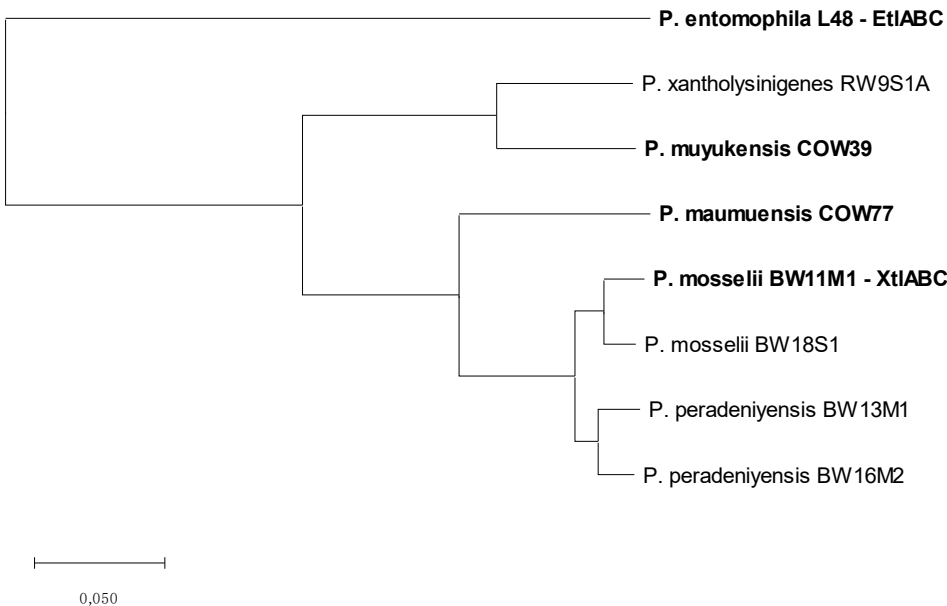 P. entomophila L48 - EtlABC
P. xantholysinigenes RW9S1A
P. muyukensis COW39
P. maumuensis COW77
P. mosselii BW11M1 - XtlABC
P. mosselii BW18S1
P. peradeniyensis BW13M1
P. peradeniyensis BW16M2
0,050